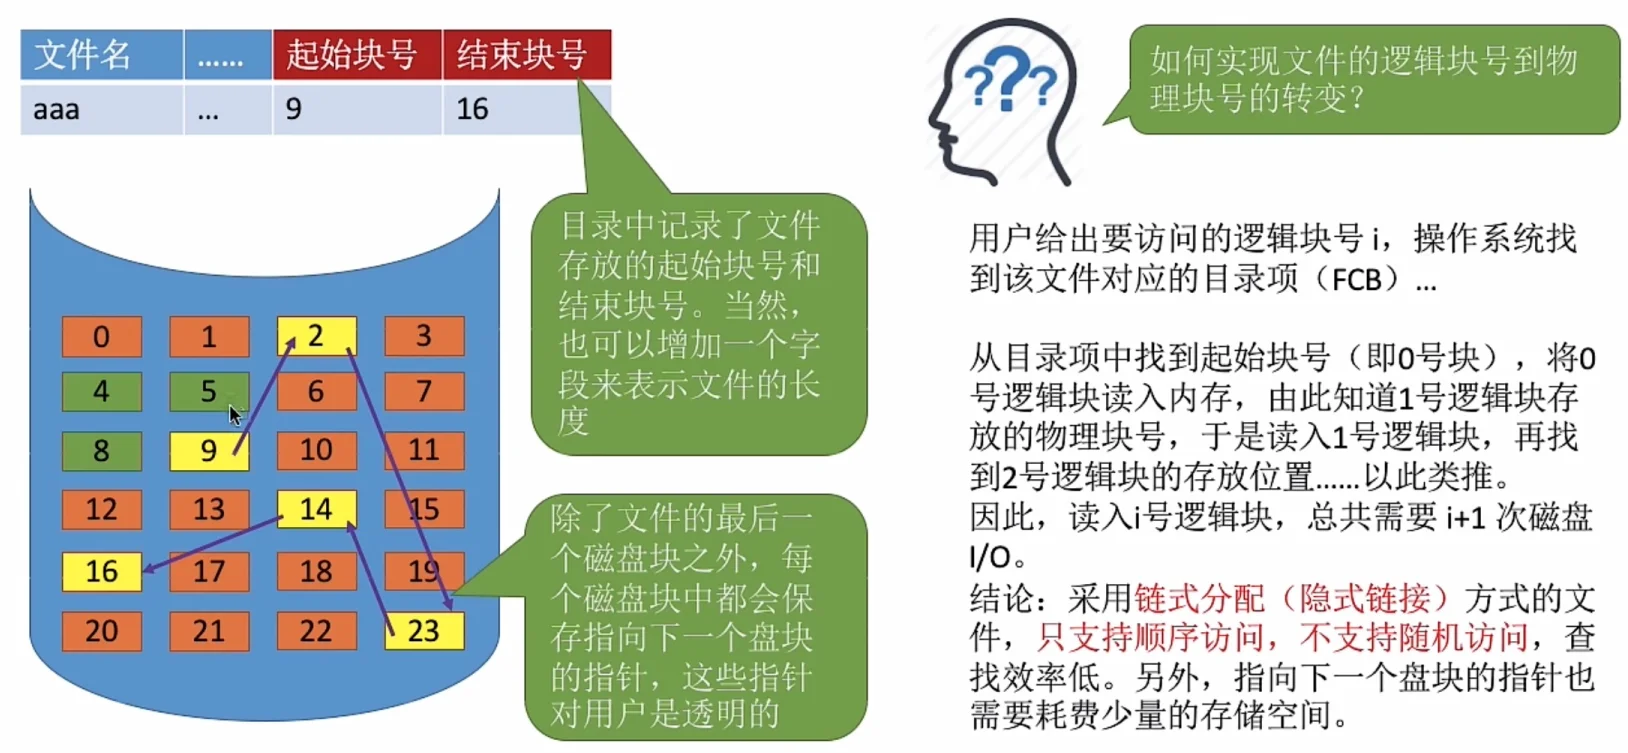 文件名 …… 起始块号 结束块号
aaa … 9 16
如何实现文件的逻辑块号到物
理块号的转变？
目录中记录了文件
存放的起始块号和
结束块号。当然，
也可以增加一个字
段来表示文件的长
度
0 1 2 3
4 5 6 7
8 9 10 11
12 13 14 15
16 17 18 19
20 21 22 23
除了文件的最后一
个磁盘块之外，每
个磁盘块中都会保
存指向下一个盘块
的指针，这些指针
对用户是透明的
用户给出要访问的逻辑块号 i，操作系统找
到该文件对应的目录项（FCB）…
从目录项中找到起始块号（即0号块），将0
号逻辑块读入内存，由此知道1号逻辑块存
放的物理块号，于是读入1号逻辑块，再找
到2号逻辑块的存放位置……以此类推。
因此，读入i号逻辑块，总共需要 i+1 次磁盘
I/O。
结论：采用链式分配（隐式链接）方式的文
件，只支持顺序访问，不支持随机访问，查
找效率低。另外，指向下一个盘块的指针也
需要耗费少量的存储空间。
???